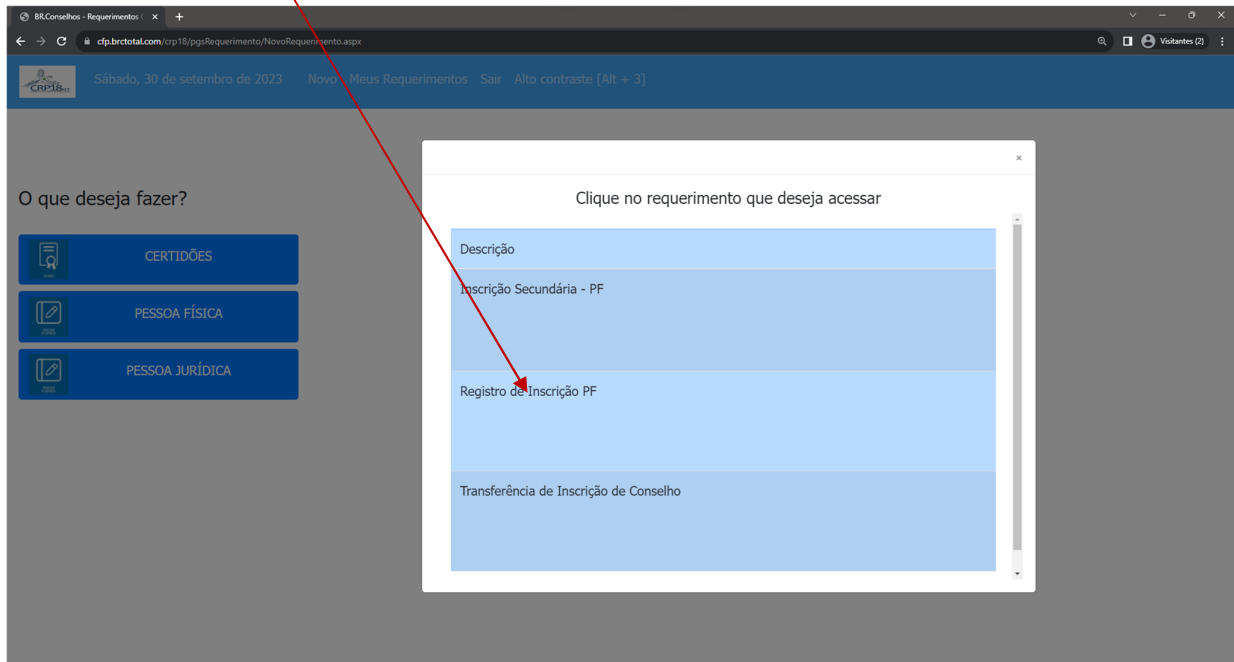 BR.Conselhos - Requerimentos
cfp.brctotal.com/crp18/pgsRequerimento/NovoRequerimento.aspx
Visitantes (2)
CRP18
Sábado, 30 de setembro de 2023 Novo Meus Requerimentos Sair Alto contraste [Alt + 3]
O que deseja fazer?
CERTIDÕES
PESSOA FÍSICA
PESSOA JURÍDICA
Clique no requerimento que deseja acessar
Descrição
Inscrição Secundária - PF
Registro de Inscrição PF
Transferência de Inscrição de Conselho